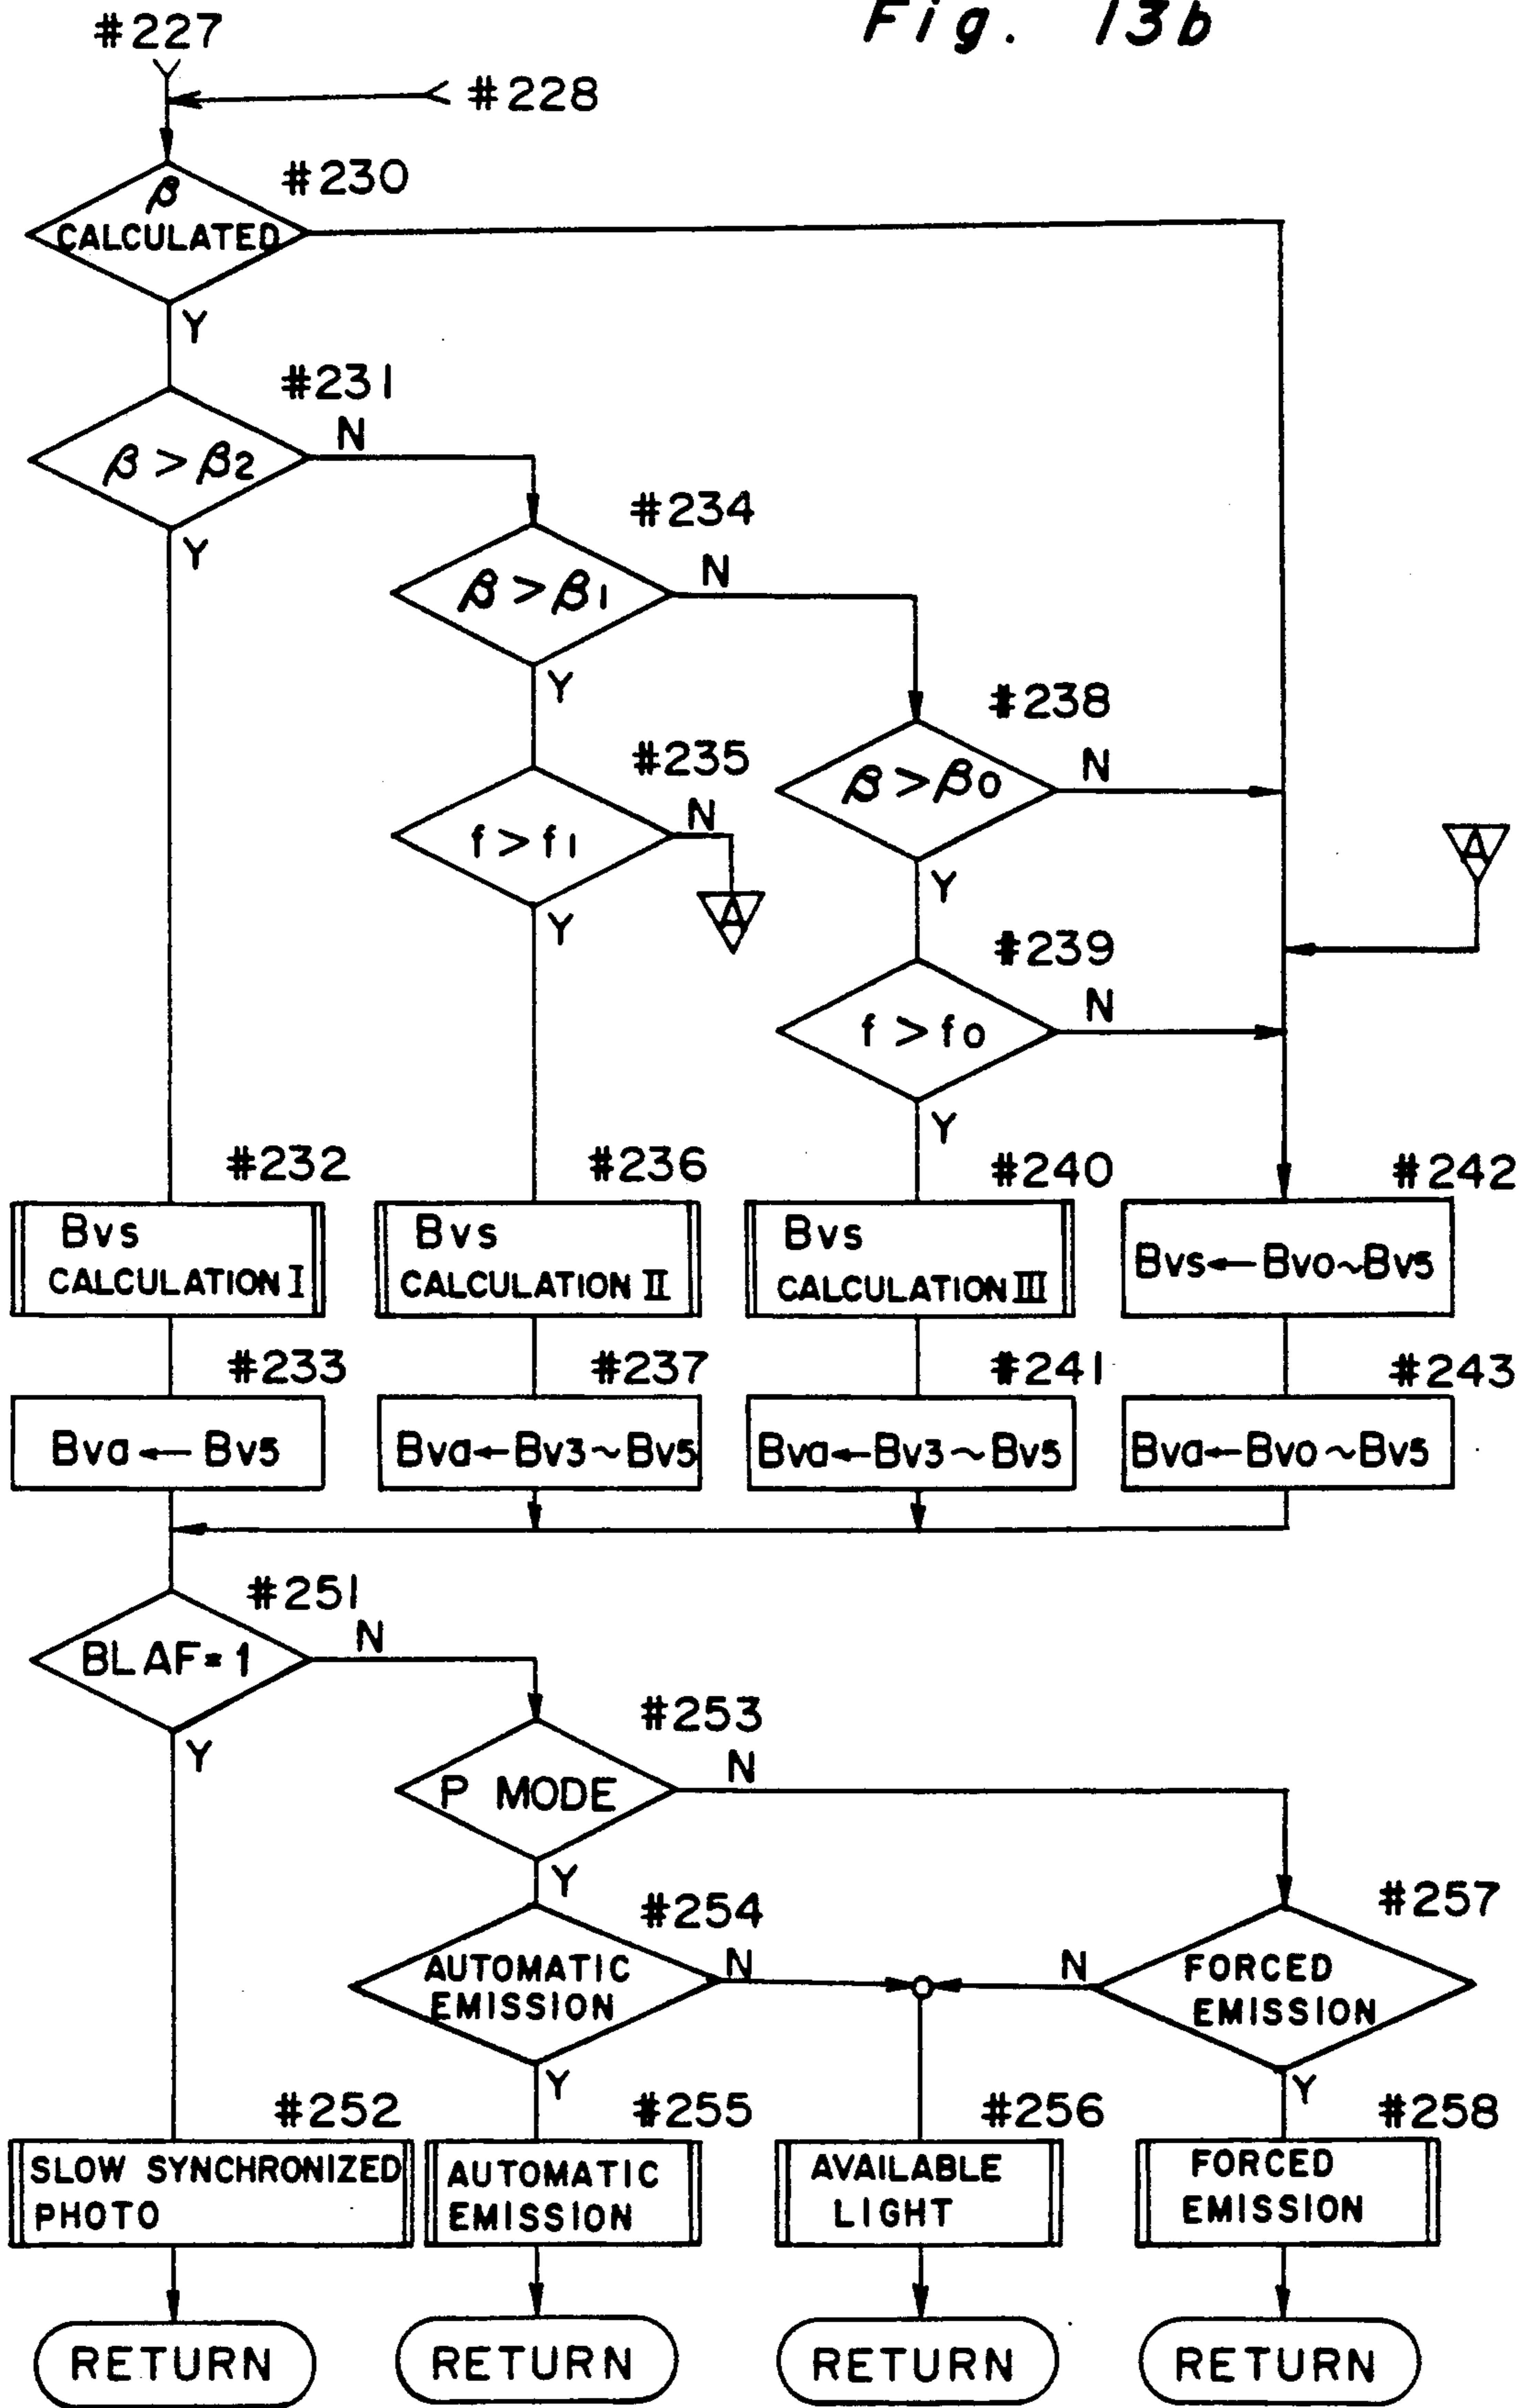 Fig. 13b
#227
#228
#230
β
CALCULATED
Y
#231
N
β > β2
Y
#234
N
β > β1
Y
#238
N
#235
N
β > β0
f > f1
A
A
Y
Y
#239
N
f > f0
Y
#232
#236
#240
#242
Bvs
CALCULATION I
Bvs
CALCULATION II
Bvs
CALCULATION III
Bvs←Bvo~Bv5
#233
#237
#241
#243
Bva ← Bv5
Bva←Bv3~Bv5
Bva←Bv3~Bv5
Bva←Bvo~Bv5
#251
N
BLAF=1
Y
#253
N
P MODE
Y
#254
#257
AUTOMATIC
EMISSION
N
N
FORCED
EMISSION
Y
Y
#252
#255
#256
#258
SLOW SYNCHRONIZED
PHOTO
AUTOMATIC
EMISSION
AVAILABLE
LIGHT
FORCED
EMISSION
RETURN
RETURN
RETURN
RETURN